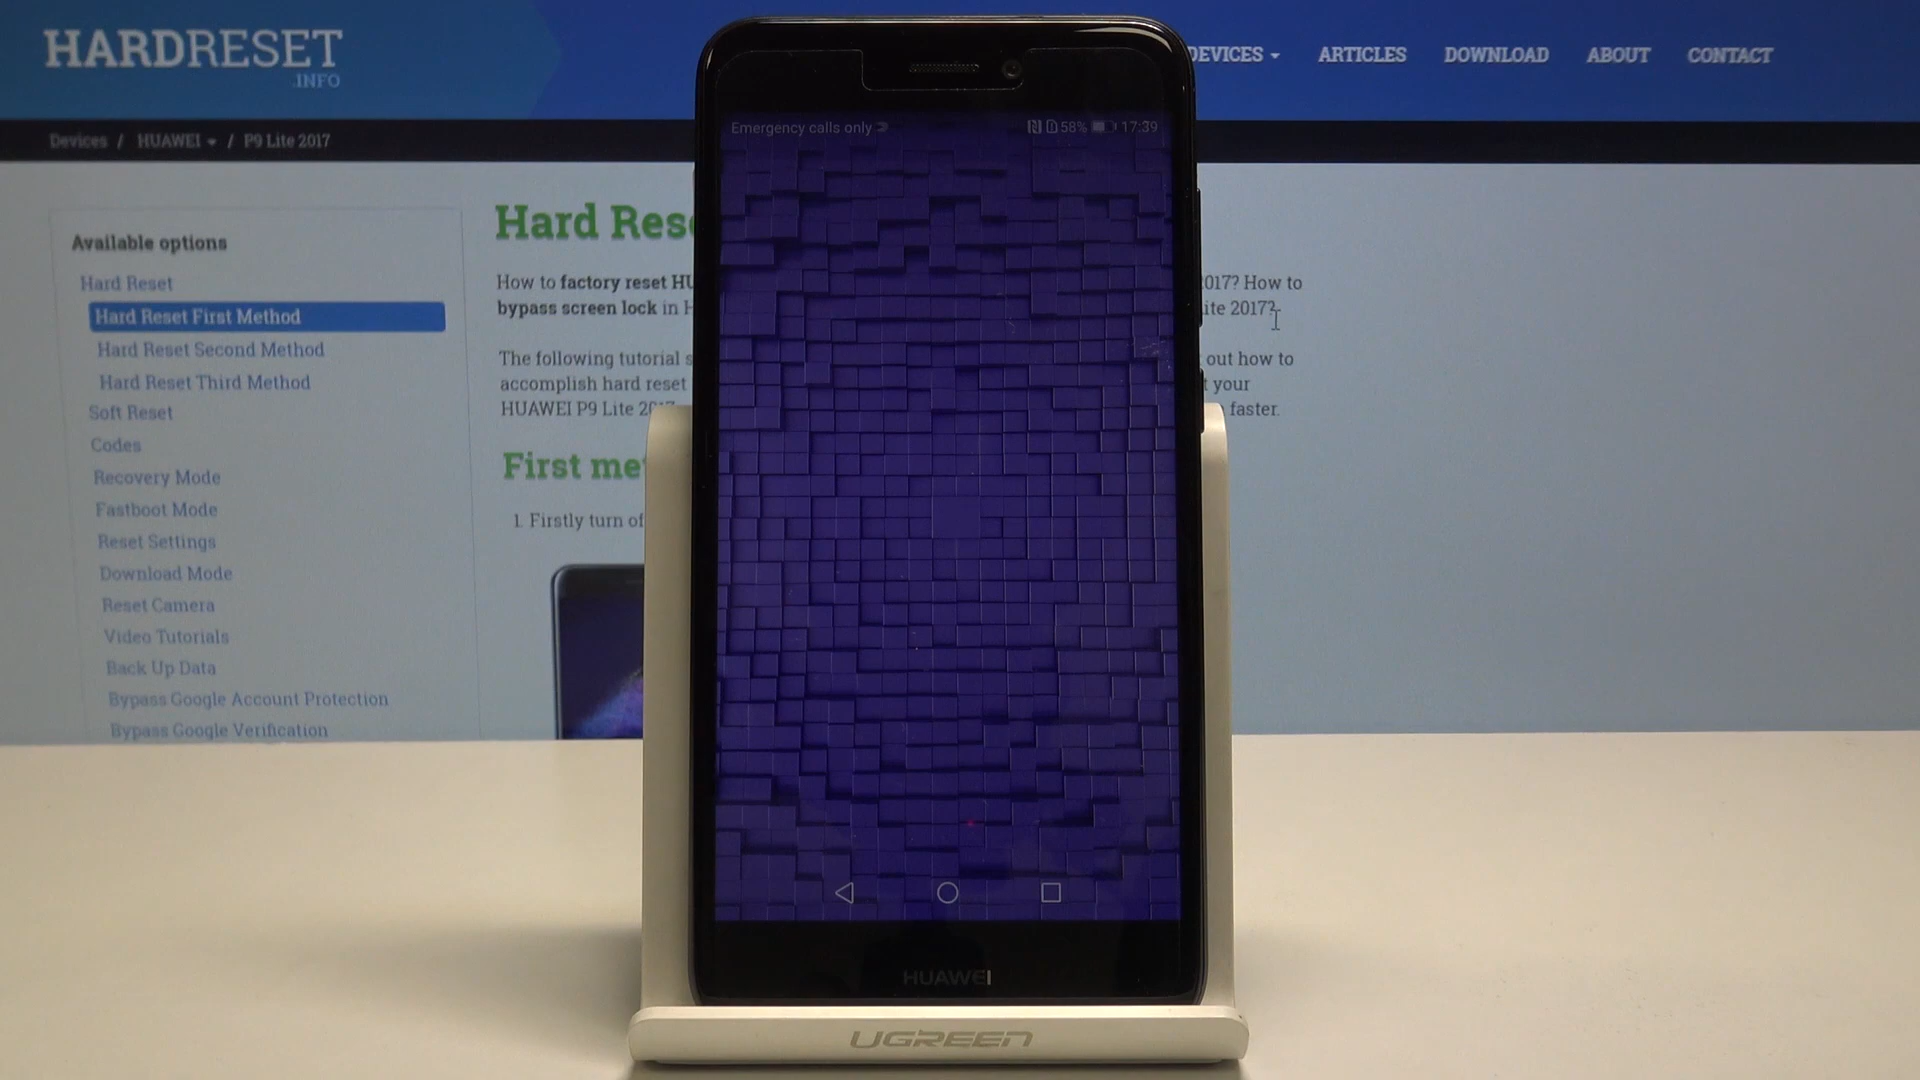 HARDRESET
.INFO
DEVICES
ARTICLES
DOWNLOAD
ABOUT
CONTACT
Devices / HUAWEI / P9 Lite 2017
Available options
Hard Reset
Hard Reset First Method
Hard Reset Second Method
Hard Reset Third Method
Soft Reset
Codes
Recovery Mode
Fastboot Mode
Reset Settings
Download Mode
Reset Camera
Video Tutorials
Back Up Data
Bypass Google Account Protection
Bypass Google Verification
Hard Res
How to factory reset HU
017? How to
bypass screen lock in H
ite 2017?
The following tutorial s
out how to
accomplish hard reset
t your
HUAWEI P9 Lite 2017
faster.
First me
1. Firstly turn of
Emergency calls only
58%
17:39
HUAWEI
UGREEN